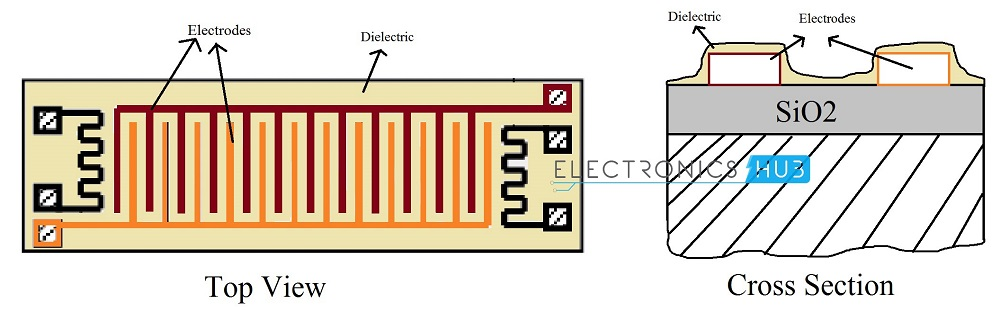 Electrodes
Dielectric
Top View
Dielectric
Electrodes
SiO2
ELECTRONICS HUB
Cross Section